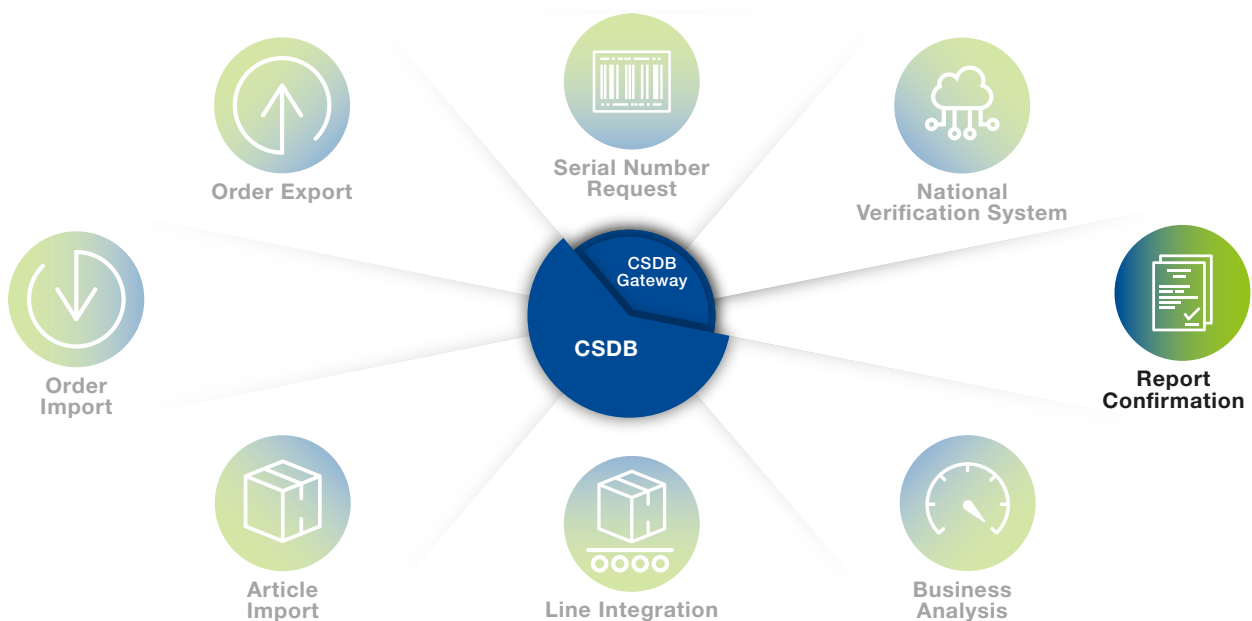 Order Export
Serial Number
Request
National
Verification System
CSDB
Gateway
CSDB
Order
Import
Report
Confirmation
Article
Import
Line Integration
Business
Analysis